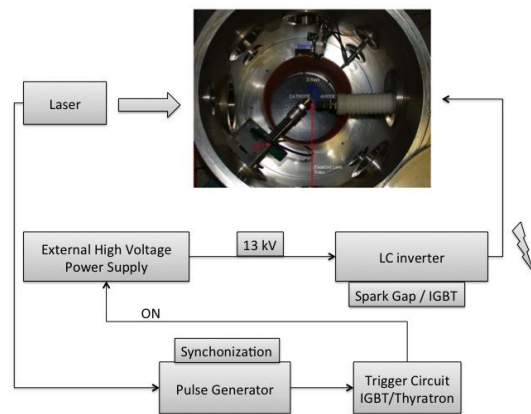 X-Rays
CATHODE
ANODE
Laser
13 kV
External High Voltage
Power Supply
LC inverter
Spark Gap / IGBT
ON
Synchonization
Pulse Generator
Trigger Circuit
IGBT/Thyratron